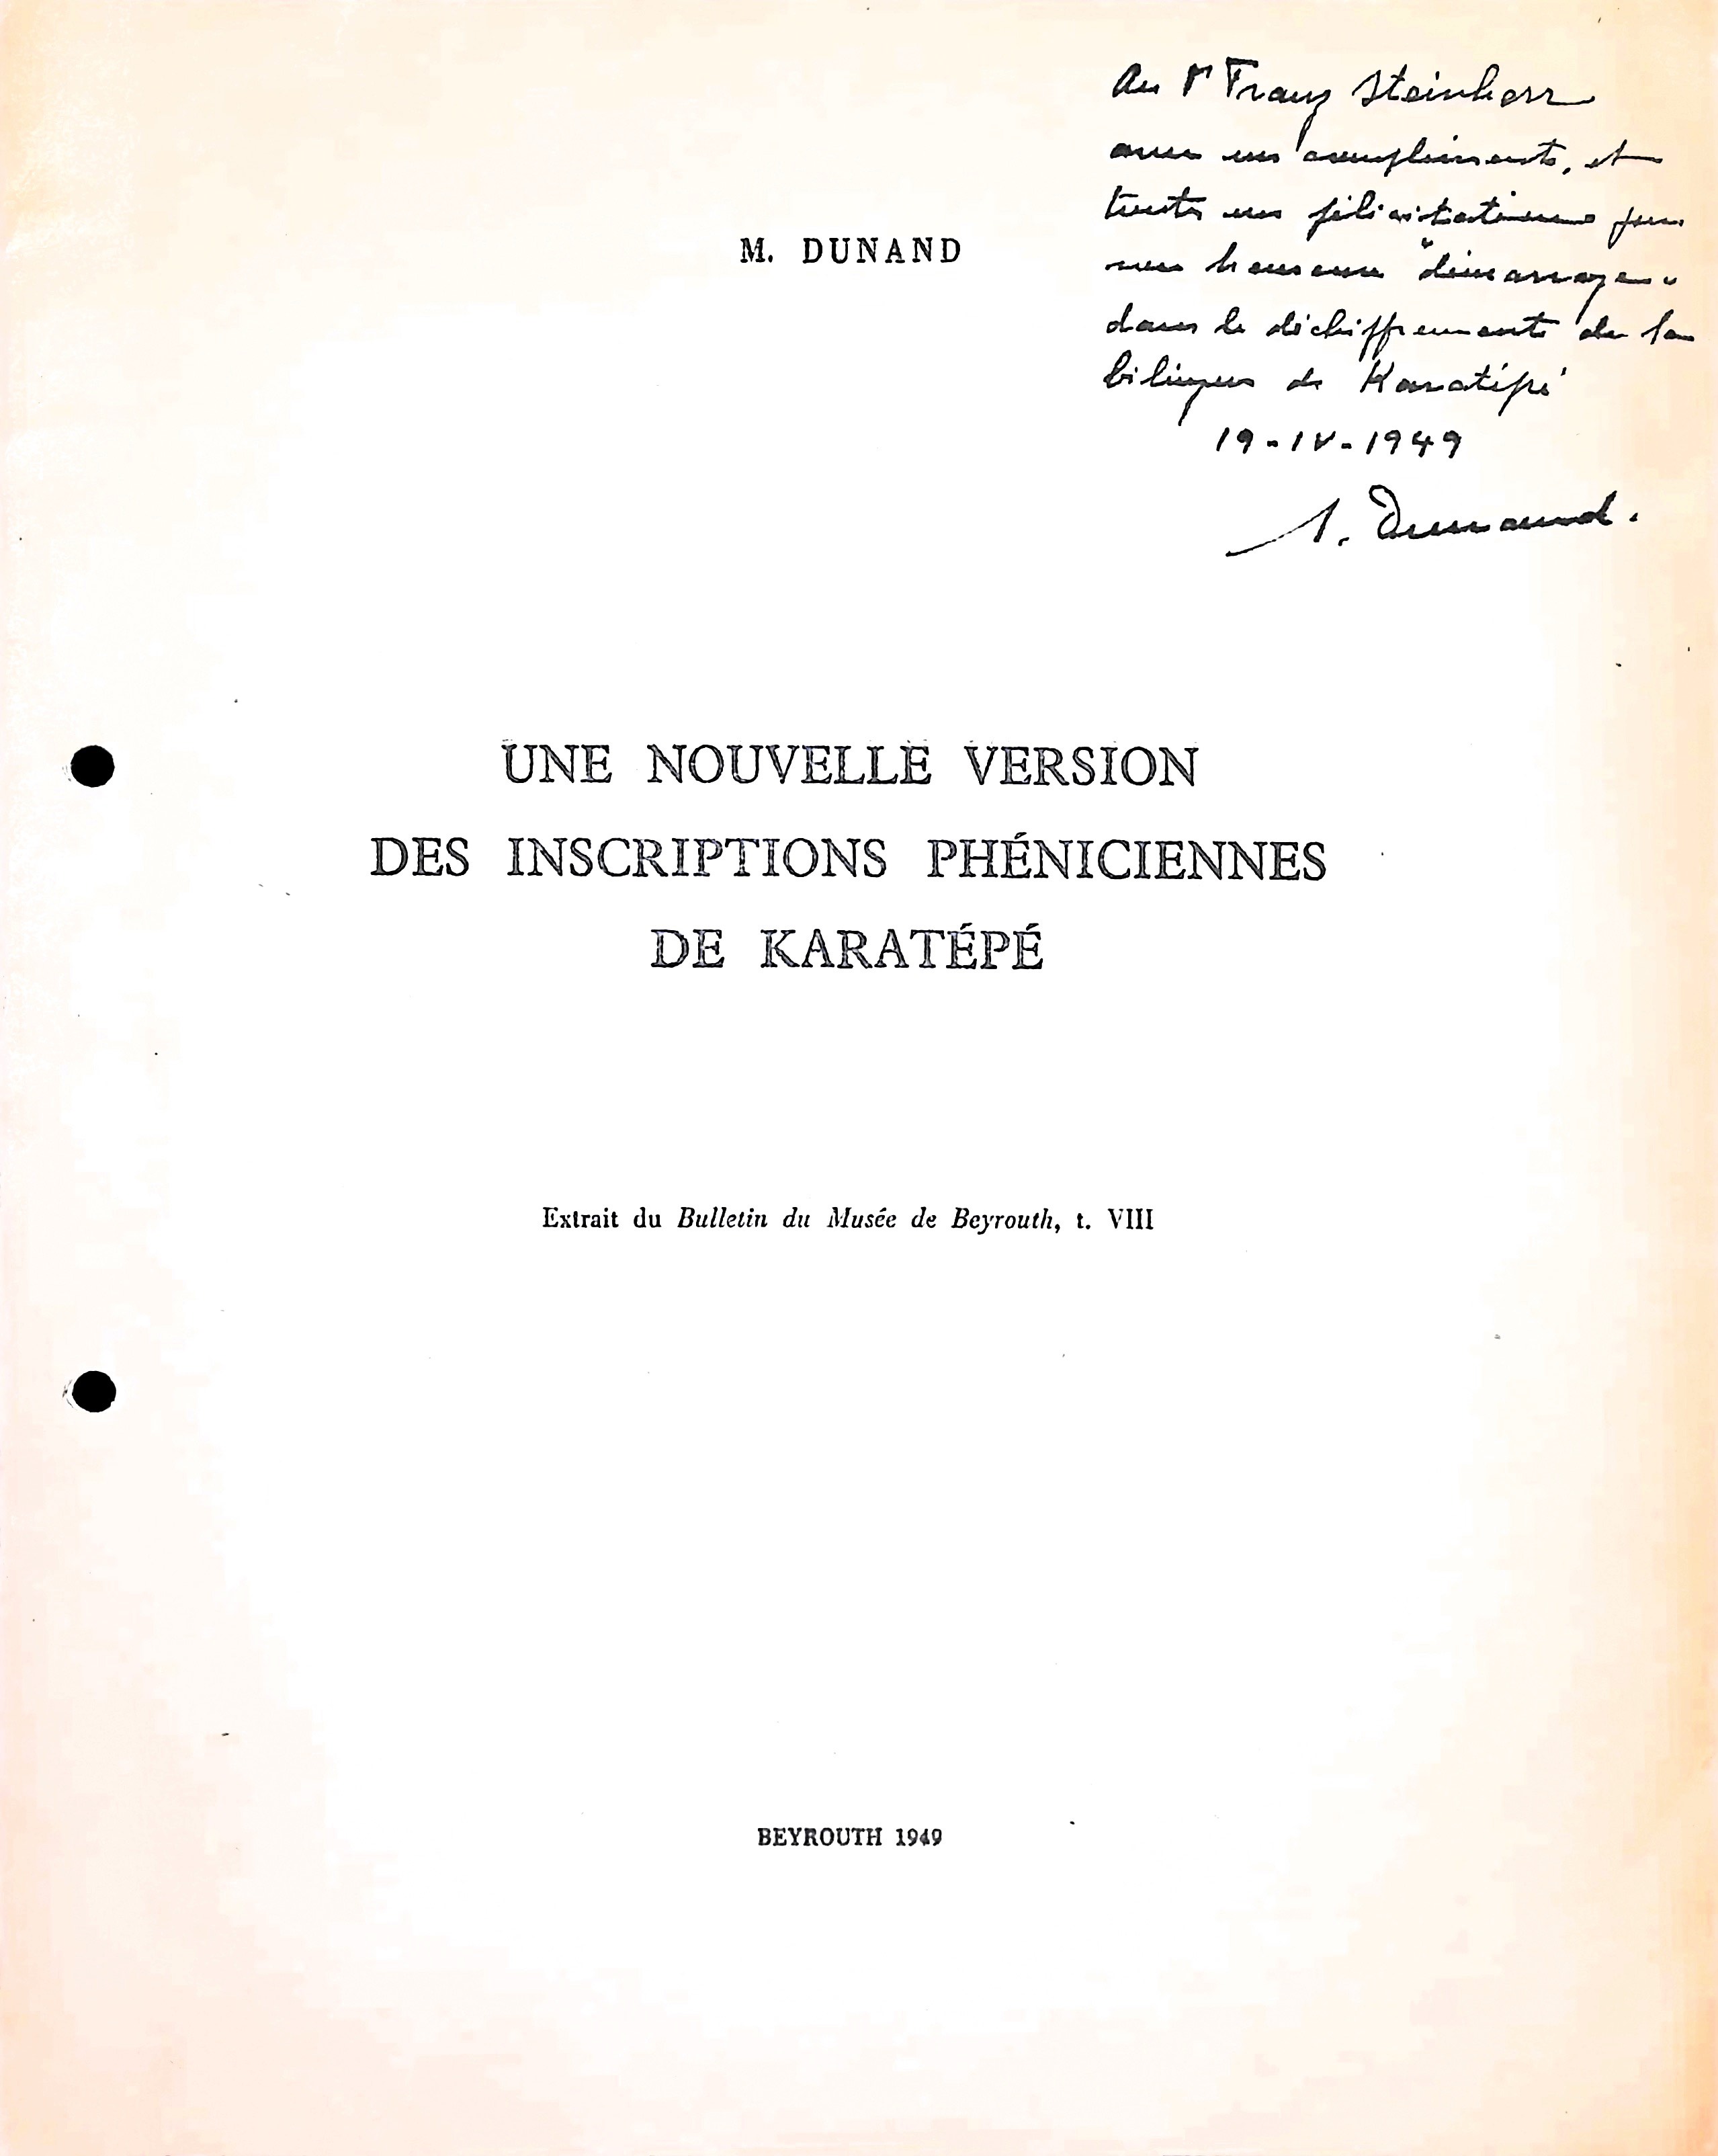 Au Dr Franz Steinherr
avec mes compliments, et
toutes mes félicitations pour
son heureux "démarrage"
dans le déchiffrement de la
bilingue de Karatépé
19-IV-1949
M. Dunand.
M. DUNAND
UNE NOUVELLE VERSION
DES INSCRIPTIONS PHÉNICIENNES
DE KARATÉPÉ
Extrait du Bulletin du Musée de Beyrouth, t. VIII
BEYROUTH 1949